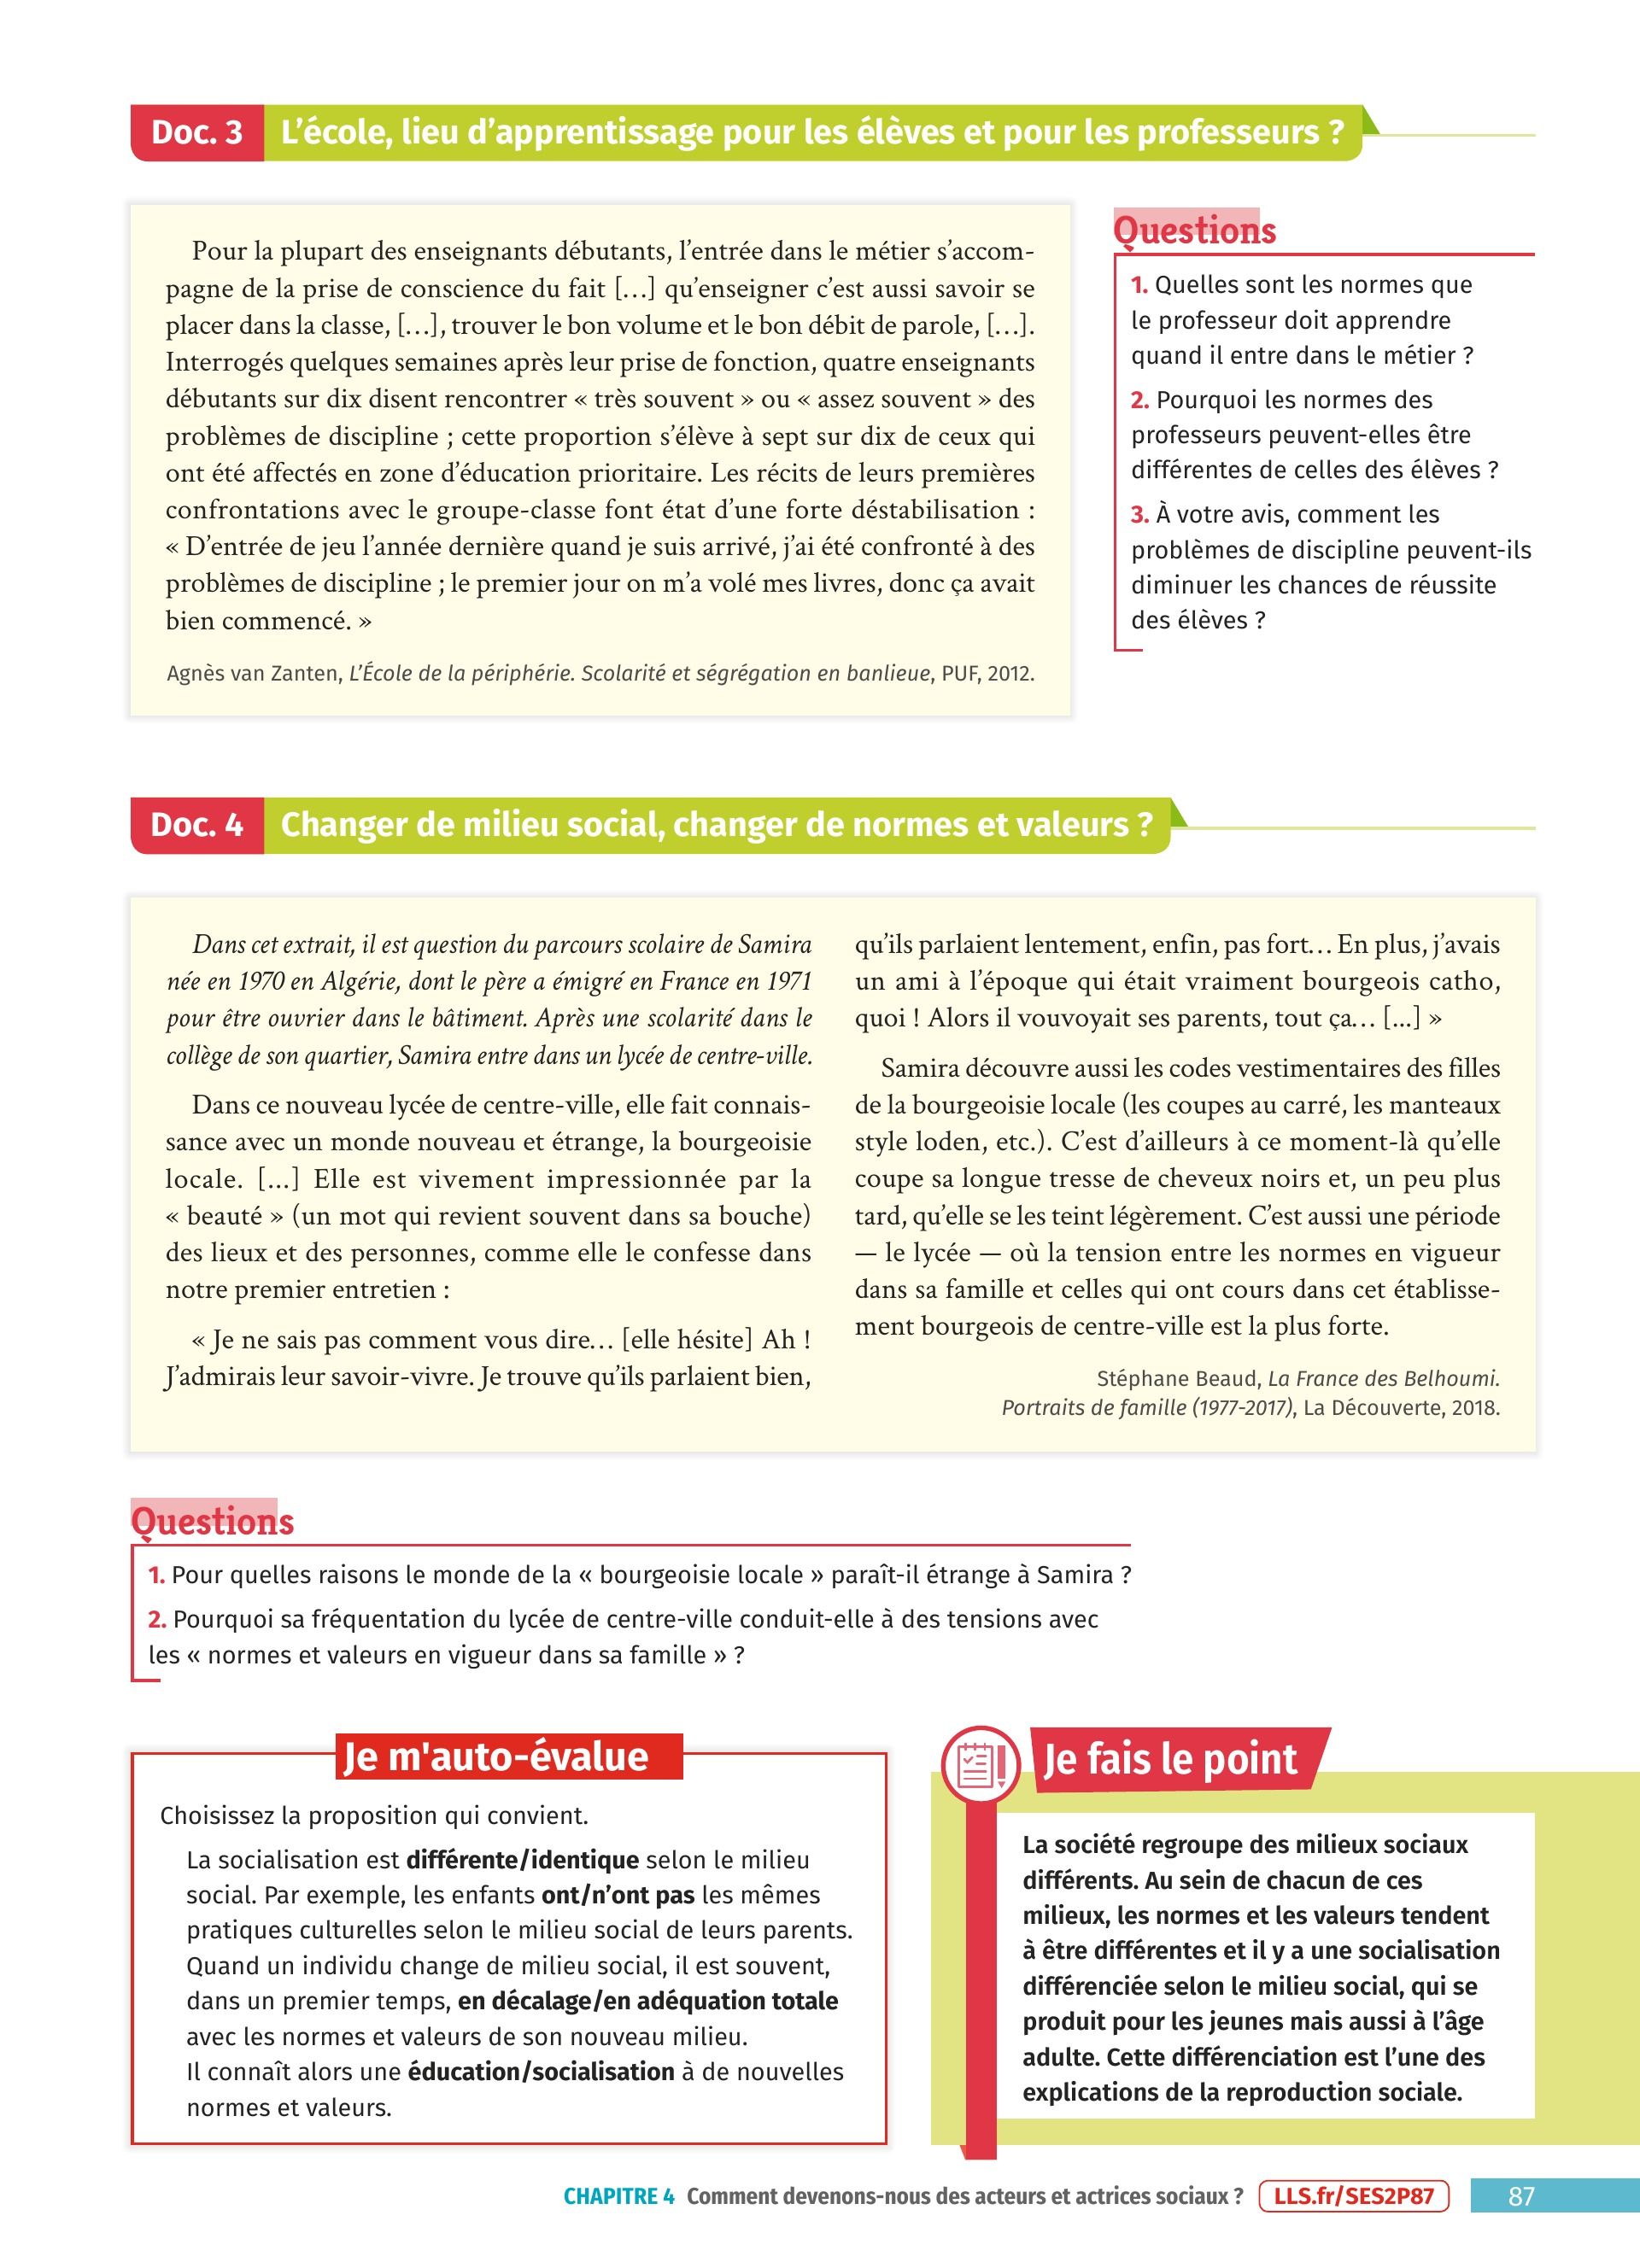 Doc. 3 L’école, lieu d’apprentissage pour les élèves et pour les professeurs ?
Pour la plupart des enseignants débutants, l’entrée dans le métier s’accom-
pagne de la prise de conscience du fait […] qu’enseigner c’est aussi savoir se
placer dans la classe, […], trouver le bon volume et le bon débit de parole, […].
Interrogés quelques semaines après leur prise de fonction, quatre enseignants
débutants sur dix disent rencontrer « très souvent » ou « assez souvent » des
problèmes de discipline ; cette proportion s’élève à sept sur dix de ceux qui
ont été affectés en zone d’éducation prioritaire. Les récits de leurs premières
confrontations avec le groupe-classe font état d’une forte déstabilisation :
« D’entrée de jeu l’année dernière quand je suis arrivé, j’ai été confronté à des
problèmes de discipline ; le premier jour on m’a volé mes livres, donc ça avait
bien commencé. »
Agnès van Zanten, L’École de la périphérie. Scolarité et ségrégation en banlieue, PUF, 2012.
Questions
1. Quelles sont les normes que
le professeur doit apprendre
quand il entre dans le métier ?
2. Pourquoi les normes des
professeurs peuvent-elles être
différentes de celles des élèves ?
3. À votre avis, comment les
problèmes de discipline peuvent-ils
diminuer les chances de réussite
des élèves ?
Doc. 4 Changer de milieu social, changer de normes et valeurs ?
Dans cet extrait, il est question du parcours scolaire de Samira
née en 1970 en Algérie, dont le père a émigré en France en 1971
pour être ouvrier dans le bâtiment. Après une scolarité dans le
collège de son quartier, Samira entre dans un lycée de centre-ville.
Dans ce nouveau lycée de centre-ville, elle fait connais-
sance avec un monde nouveau et étrange, la bourgeoisie
locale. […] Elle est vivement impressionnée par la
« beauté » (un mot qui revient souvent dans sa bouche)
des lieux et des personnes, comme elle le confesse dans
notre premier entretien :
« Je ne sais pas comment vous dire… [elle hésite] Ah !
J’admirais leur savoir-vivre. Je trouve qu’ils parlaient bien,
qu’ils parlaient lentement, enfin, pas fort… En plus, j’avais
un ami à l’époque qui était vraiment bourgeois catho,
quoi ! Alors il vouvoyait ses parents, tout ça… [...] »
Samira découvre aussi les codes vestimentaires des filles
de la bourgeoisie locale (les coupes au carré, les manteaux
style loden, etc.). C’est d’ailleurs à ce moment-là qu’elle
coupe sa longue tresse de cheveux noirs et, un peu plus
tard, qu’elle se les teint légèrement. C’est aussi une période
— le lycée — où la tension entre les normes en vigueur
dans sa famille et celles qui ont cours dans cet établisse-
ment bourgeois de centre-ville est la plus forte.
Stéphane Beaud, La France des Belhoumi.
Portraits de famille (1977-2017), La Découverte, 2018.
Questions
1. Pour quelles raisons le monde de la « bourgeoisie locale » paraît-il étrange à Samira ?
2. Pourquoi sa fréquentation du lycée de centre-ville conduit-elle à des tensions avec
les « normes et valeurs en vigueur dans sa famille » ?
Je m'auto-évalue
Choisissez la proposition qui convient.
La socialisation est différente/identique selon le milieu
social. Par exemple, les enfants ont/n’ont pas les mêmes
pratiques culturelles selon le milieu social de leurs parents.
Quand un individu change de milieu social, il est souvent,
dans un premier temps, en décalage/en adéquation totale
avec les normes et valeurs de son nouveau milieu.
Il connaît alors une éducation/socialisation à de nouvelles
normes et valeurs.
Je fais le point
La société regroupe des milieux sociaux
différents. Au sein de chacun de ces
milieux, les normes et les valeurs tendent
à être différentes et il y a une socialisation
différenciée selon le milieu social, qui se
produit pour les jeunes mais aussi à l’âge
adulte. Cette différenciation est l’une des
explications de la reproduction sociale.
CHAPITRE 4 Comment devenons-nous des acteurs et actrices sociaux ? LLS.fr/SES2P87 87